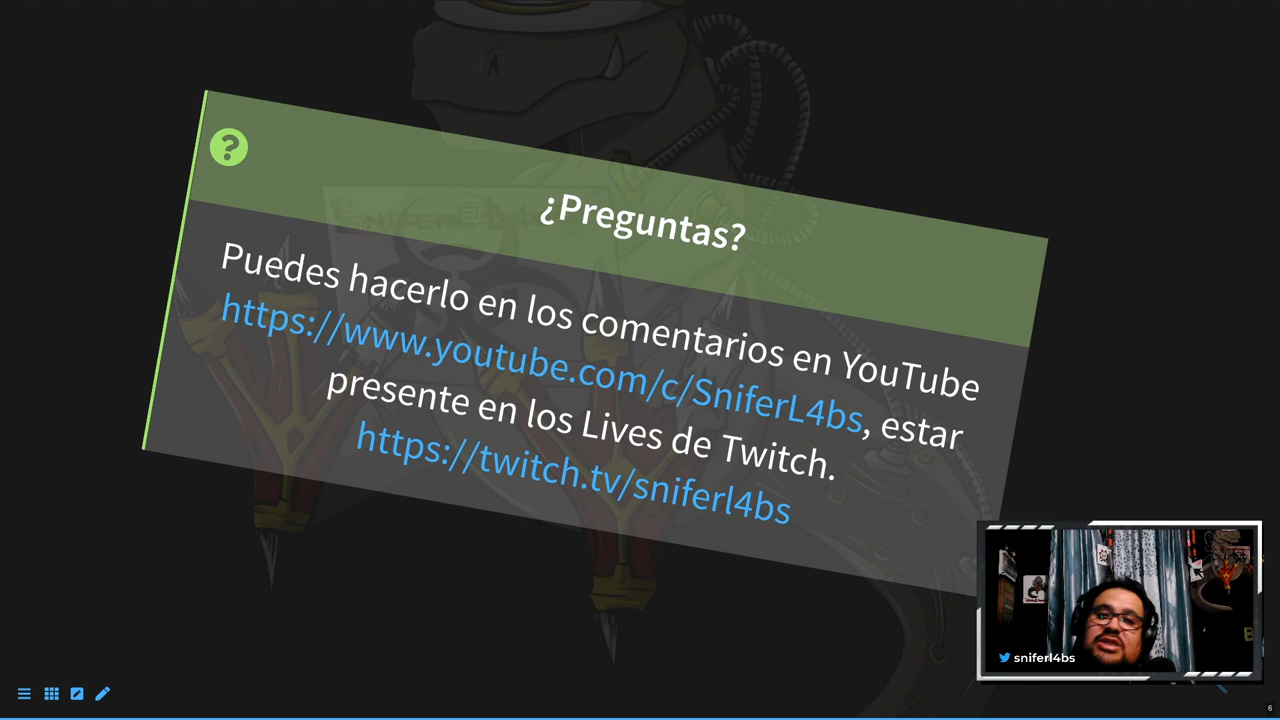 ¿Preguntas?
Puedes hacerlo en los comentarios en YouTube
https://www.youtube.com/c/SniferL4bs, estar
presente en los Lives de Twitch.
https://twitch.tv/sniferl4bs
sniferl4bs
6